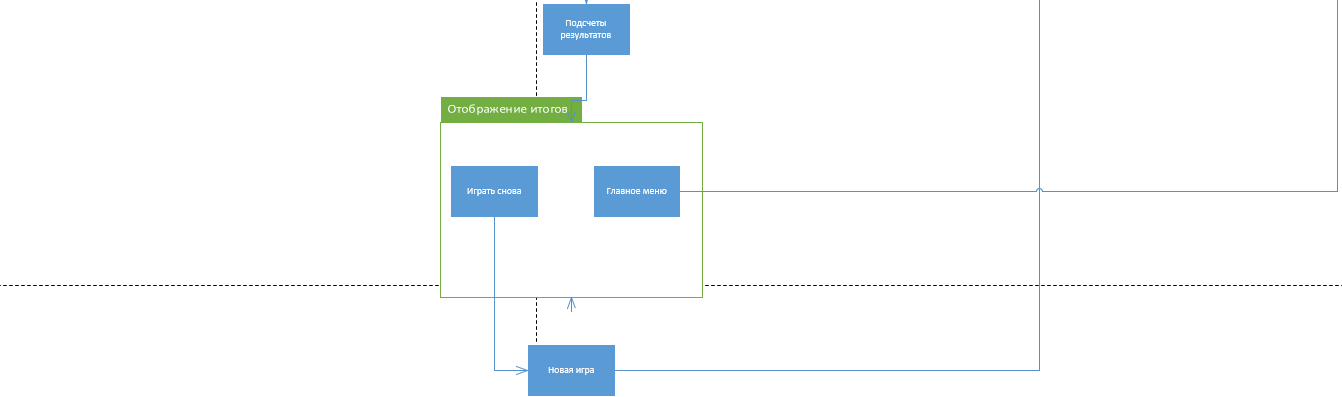 Подсчеты
результатов
Отображение итогов
Играть снова
Главное меню
Новая игра